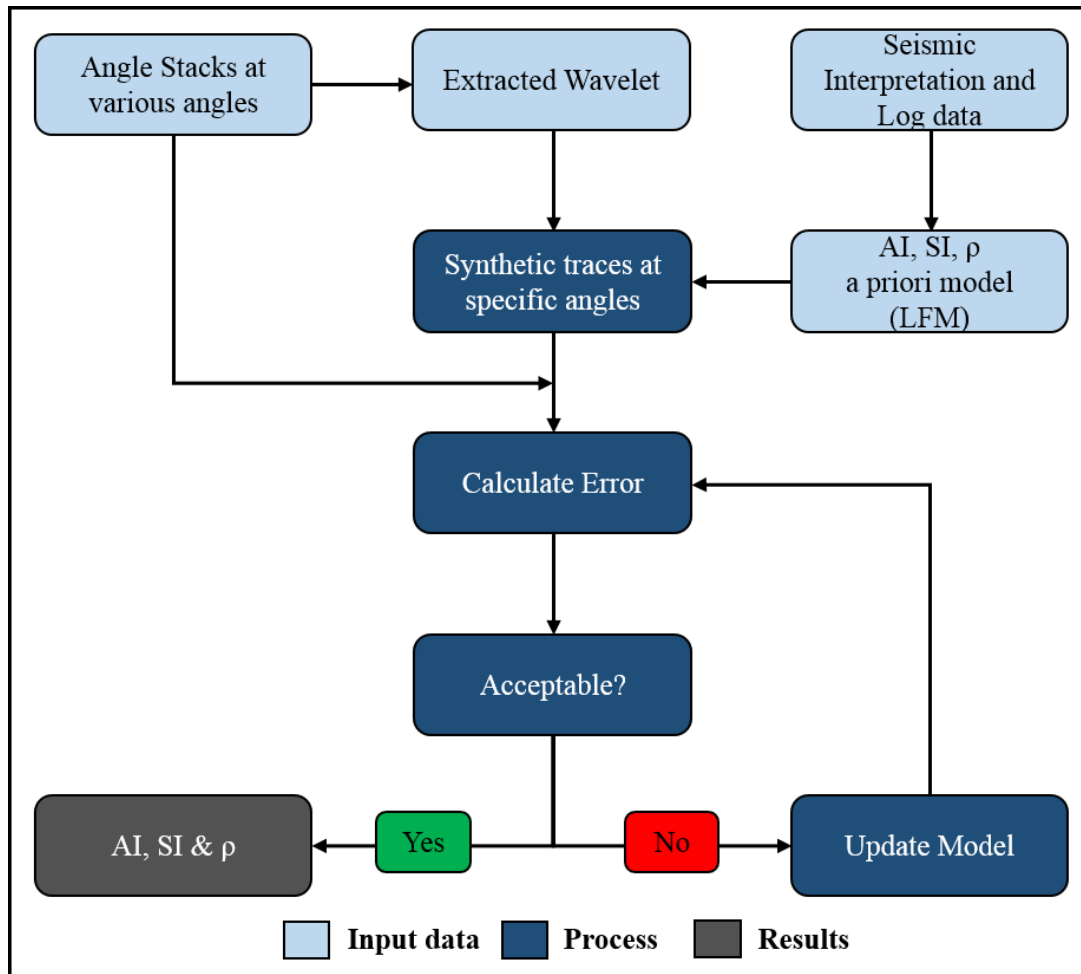 Angle Stacks at
various angles
Extracted Wavelet
Seismic
Interpretation and
Log data
Synthetic traces at
specific angles
AI, SI, ρ
a priori model
(LFM)
Calculate Error
Acceptable?
AI, SI & ρ
Yes
No
Update Model
Input data
Process
Results